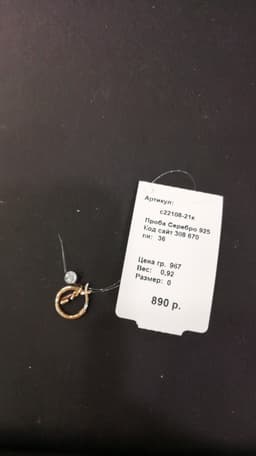 Артикул:
с22108-21к
Проба Серебро 925
Код сайт 308 670
пи: 36
Цена гр. 967
Вес: 0,92
Размер: 0
890 р.